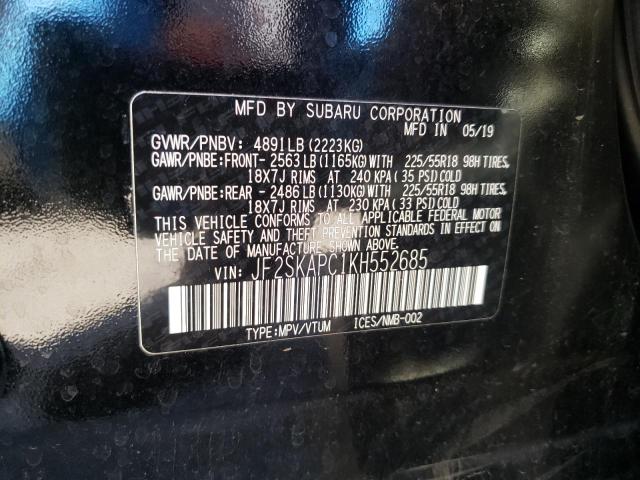 MFD BY SUBARU CORPORATION
MFD IN 05/19
GVWR/PNBV: 4891LB(2223KG)
GAWR/PNBE:FRONT-2563LB(1165KG)WITH 225/55R18 98H TIRES,
18X7J RIMS AT 240 KPA(35 PSI)COLD
GAWR/PNBE:REAR -2486LB(1130KG)WITH 225/55R18 98H TIRES,
18X7J RIMS AT 230 KPA(33 PSI)COLD
THIS VEHICLE CONFORMS TO ALL APPLICABLE FEDERAL MOTOR
VEHICLE SAFETY AND THEFT PREVENTION STANDARDS IN EFFECT ON
THE DATE OF MANUFACTURE SHOWN ABOVE.
VIN: JF2SKAPC1KH552685
TYPE:MPV/VTUM ICES/NMB-002